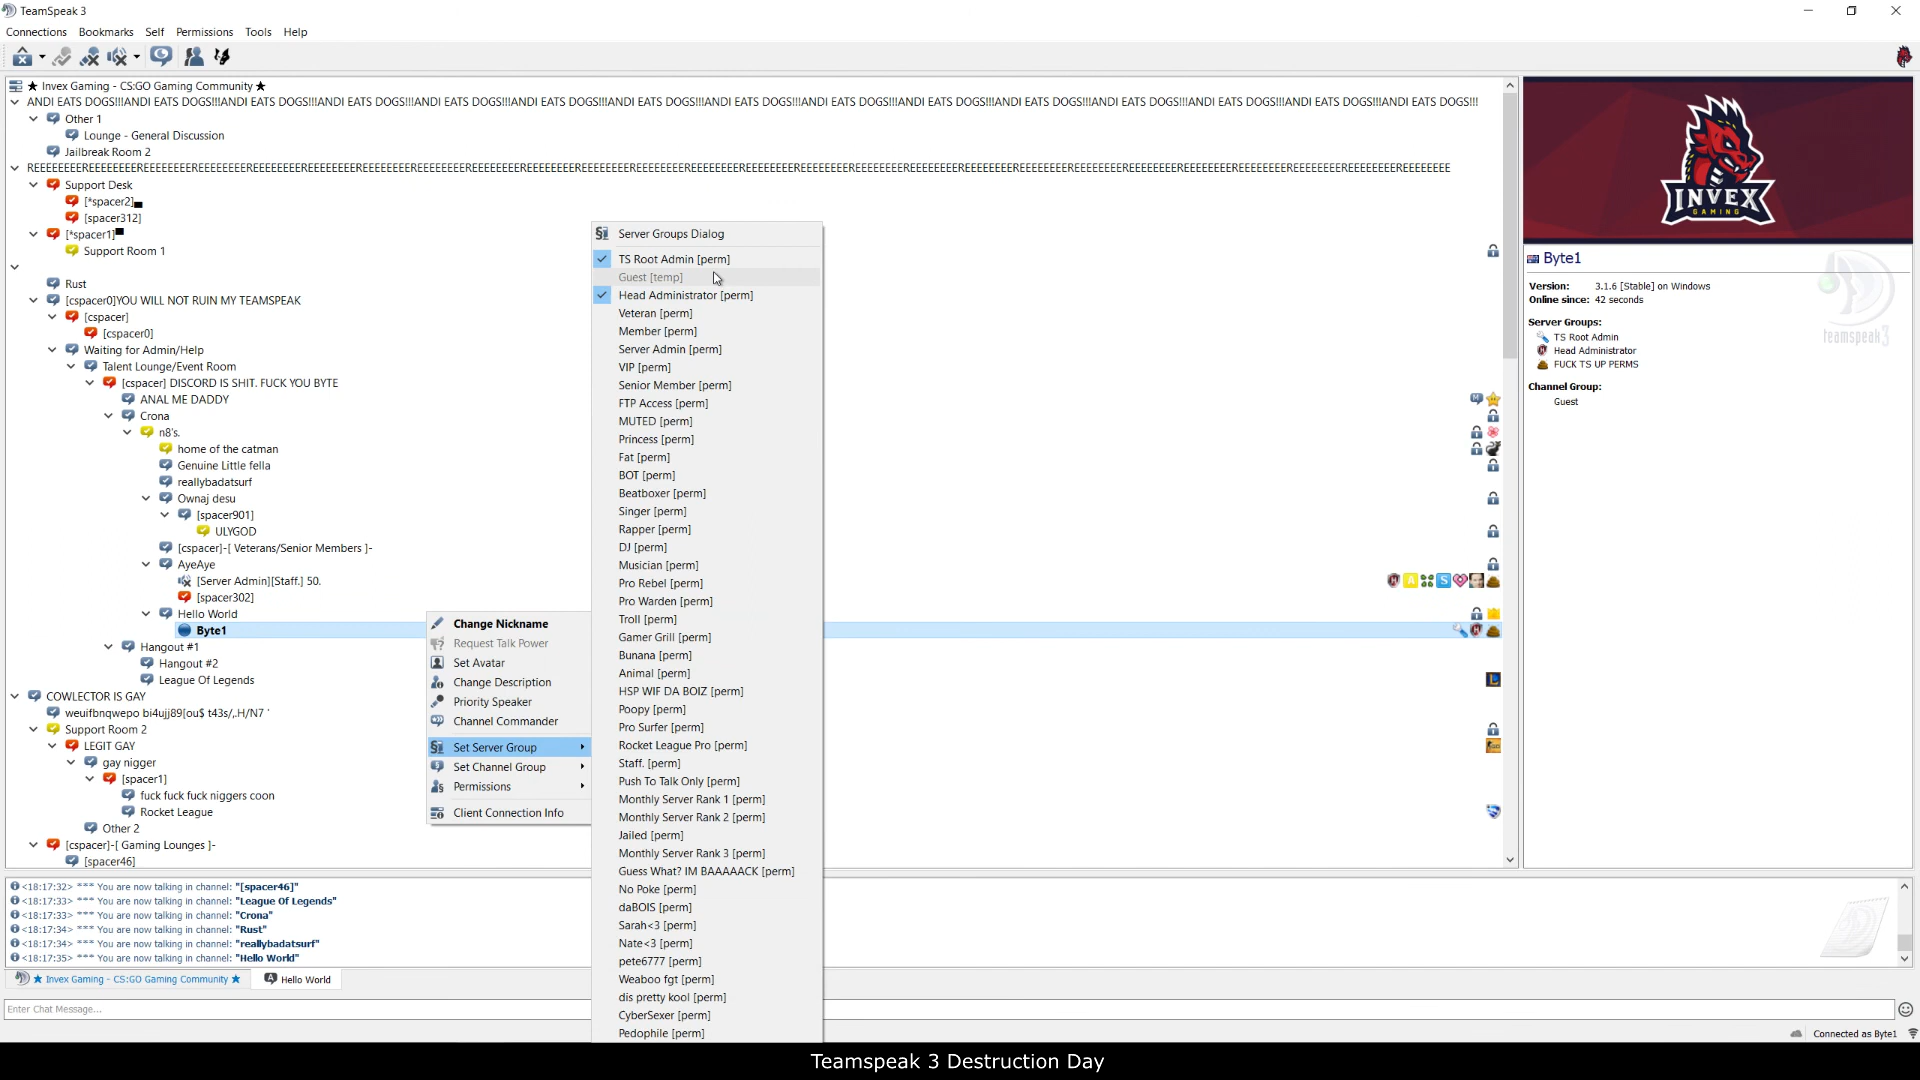 TeamSpeak 3
Connections Bookmarks Self Permissions Tools Help
★ Invex Gaming - CS:GO Gaming Community ★
ANDI EATS DOGS!!!ANDI EATS DOGS!!!ANDI EATS DOGS!!!ANDI EATS DOGS!!!ANDI EATS DOGS!!!ANDI EATS DOGS!!!ANDI EATS DOGS!!!ANDI EATS DOGS!!!ANDI EATS DOGS!!!ANDI EATS DOGS!!!ANDI EATS DOGS!!!ANDI EATS DOGS!!!ANDI EATS DOGS!!!ANDI EATS DOGS!!!ANDI EATS DOGS!!!
Other 1
Lounge - General Discussion
Jailbreak Room 2
REEEEEEEEREEEEEEEEREEEEEEEEREEEEEEEEREEEEEEEEREEEEEEEEREEEEEEEEREEEEEEEEREEEEEEEEREEEEEEEEREEEEEEEEREEEEEEEEREEEEEEEEREEEEEEEEREEEEEEEEREEEEEEEEREEEEEEEEREEEEEEEEREEEEEEEEREEEEEEEEREEEEEEEEREEEEEEEEREEEEEEEEREEEEEEEEREEEEEEEEREEEEEEEE
Support Desk
[*spacer2]▄
[spacer312]
[*spacer1]▀
Support Room 1
Rust
[cspacer0]YOU WILL NOT RUIN MY TEAMSPEAK
[cspacer]
[cspacer0]
Waiting for Admin/Help
Talent Lounge/Event Room
[cspacer] DISCORD IS SHIT. FUCK YOU BYTE
ANAL ME DADDY
Crona
n8's.
home of the catman
Genuine Little fella
reallybadatsurf
Ownaj desu
[spacer901]
ULYGOD
[cspacer]-[ Veterans/Senior Members ]-
AyeAye
[Server Admin][Staff.] 50.
[spacer302]
Hello World
Byte1
Hangout #1
Hangout #2
League Of Legends
COWLECTOR IS GAY
weuifbnqwepo bi4ujj89[ou$ t43s/,.H/N7 '
Support Room 2
LEGIT GAY
gay nigger
[spacer1]
fuck fuck fuck niggers coon
Rocket League
Other 2
[cspacer]-[ Gaming Lounges ]-
[spacer46]
Change Nickname
Request Talk Power
Set Avatar
Change Description
Priority Speaker
Channel Commander
Set Server Group
Set Channel Group
Permissions
Client Connection Info
Server Groups Dialog
TS Root Admin [perm]
Guest [temp]
Head Administrator [perm]
Veteran [perm]
Member [perm]
Server Admin [perm]
VIP [perm]
Senior Member [perm]
FTP Access [perm]
MUTED [perm]
Princess [perm]
Fat [perm]
BOT [perm]
Beatboxer [perm]
Singer [perm]
Rapper [perm]
DJ [perm]
Musician [perm]
Pro Rebel [perm]
Pro Warden [perm]
Troll [perm]
Gamer Grill [perm]
Bunana [perm]
Animal [perm]
HSP WIF DA BOIZ [perm]
Poopy [perm]
Pro Surfer [perm]
Rocket League Pro [perm]
Staff. [perm]
Push To Talk Only [perm]
Monthly Server Rank 1 [perm]
Monthly Server Rank 2 [perm]
Jailed [perm]
Monthly Server Rank 3 [perm]
Guess What? IM BAAAAACK [perm]
No Poke [perm]
daBOIS [perm]
Sarah<3 [perm]
Nate<3 [perm]
pete6777 [perm]
Weaboo fgt [perm]
dis pretty kool [perm]
CyberSexer [perm]
Pedophile [perm]
INVEX
GAMING
Byte1
Version: 3.1.6 [Stable] on Windows
Online since: 42 seconds
Server Groups:
TS Root Admin
Head Administrator
FUCK TS UP PERMS
Channel Group:
Guest
teamspeak3
<18:17:32> *** You are now talking in channel: "[spacer46]"
<18:17:33> *** You are now talking in channel: "League Of Legends"
<18:17:33> *** You are now talking in channel: "Crona"
<18:17:34> *** You are now talking in channel: "Rust"
<18:17:34> *** You are now talking in channel: "reallybadatsurf"
<18:17:35> *** You are now talking in channel: "Hello World"
★ Invex Gaming - CS:GO Gaming Community ★ Hello World
Enter Chat Message...
Connected as Byte1
Teamspeak 3 Destruction Day